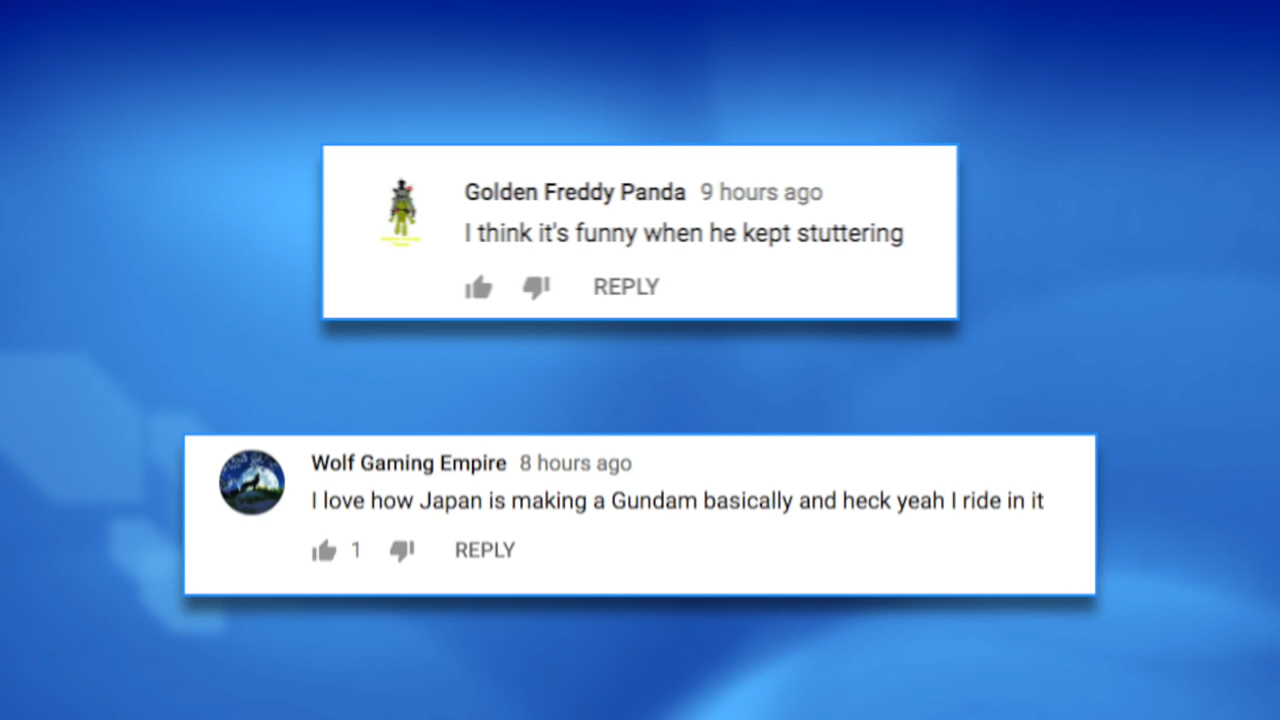 Golden Freddy Panda 9 hours ago
I think it's funny when he kept stuttering
REPLY
Wolf Gaming Empire 8 hours ago
I love how Japan is making a Gundam basically and heck yeah I ride in it
1 REPLY